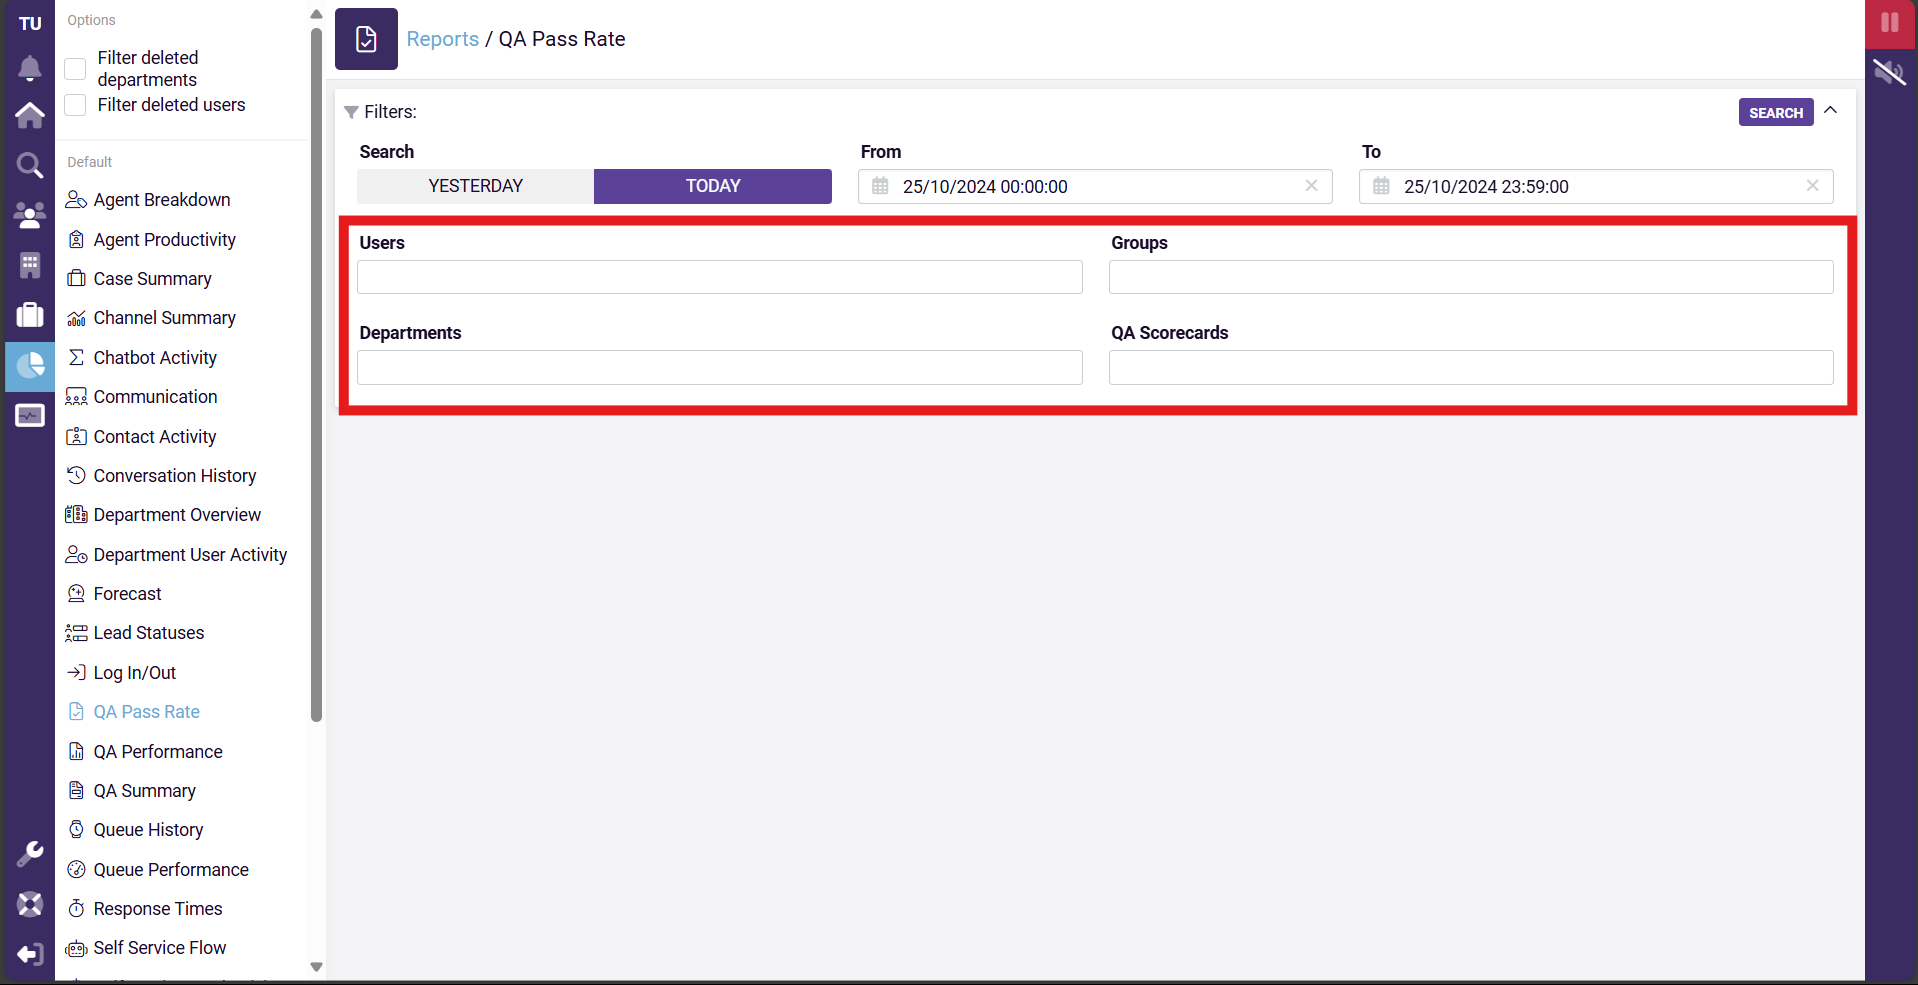 TU
Options
Filter deleted
departments
Filter deleted users
Default
Agent Breakdown
Agent Productivity
Case Summary
Channel Summary
Chatbot Activity
Communication
Contact Activity
Conversation History
Department Overview
Department User Activity
Forecast
Lead Statuses
Log In/Out
QA Pass Rate
QA Performance
QA Summary
Queue History
Queue Performance
Response Times
Self Service Flow
Reports / QA Pass Rate
Filters:
SEARCH
Search
From
To
YESTERDAY
TODAY
25/10/2024 00:00:00
25/10/2024 23:59:00
Users
Groups
Departments
QA Scorecards